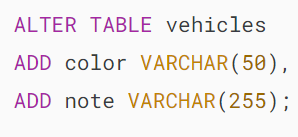 ALTER TABLE vehicles
ADD color VARCHAR(50),
ADD note VARCHAR(255);